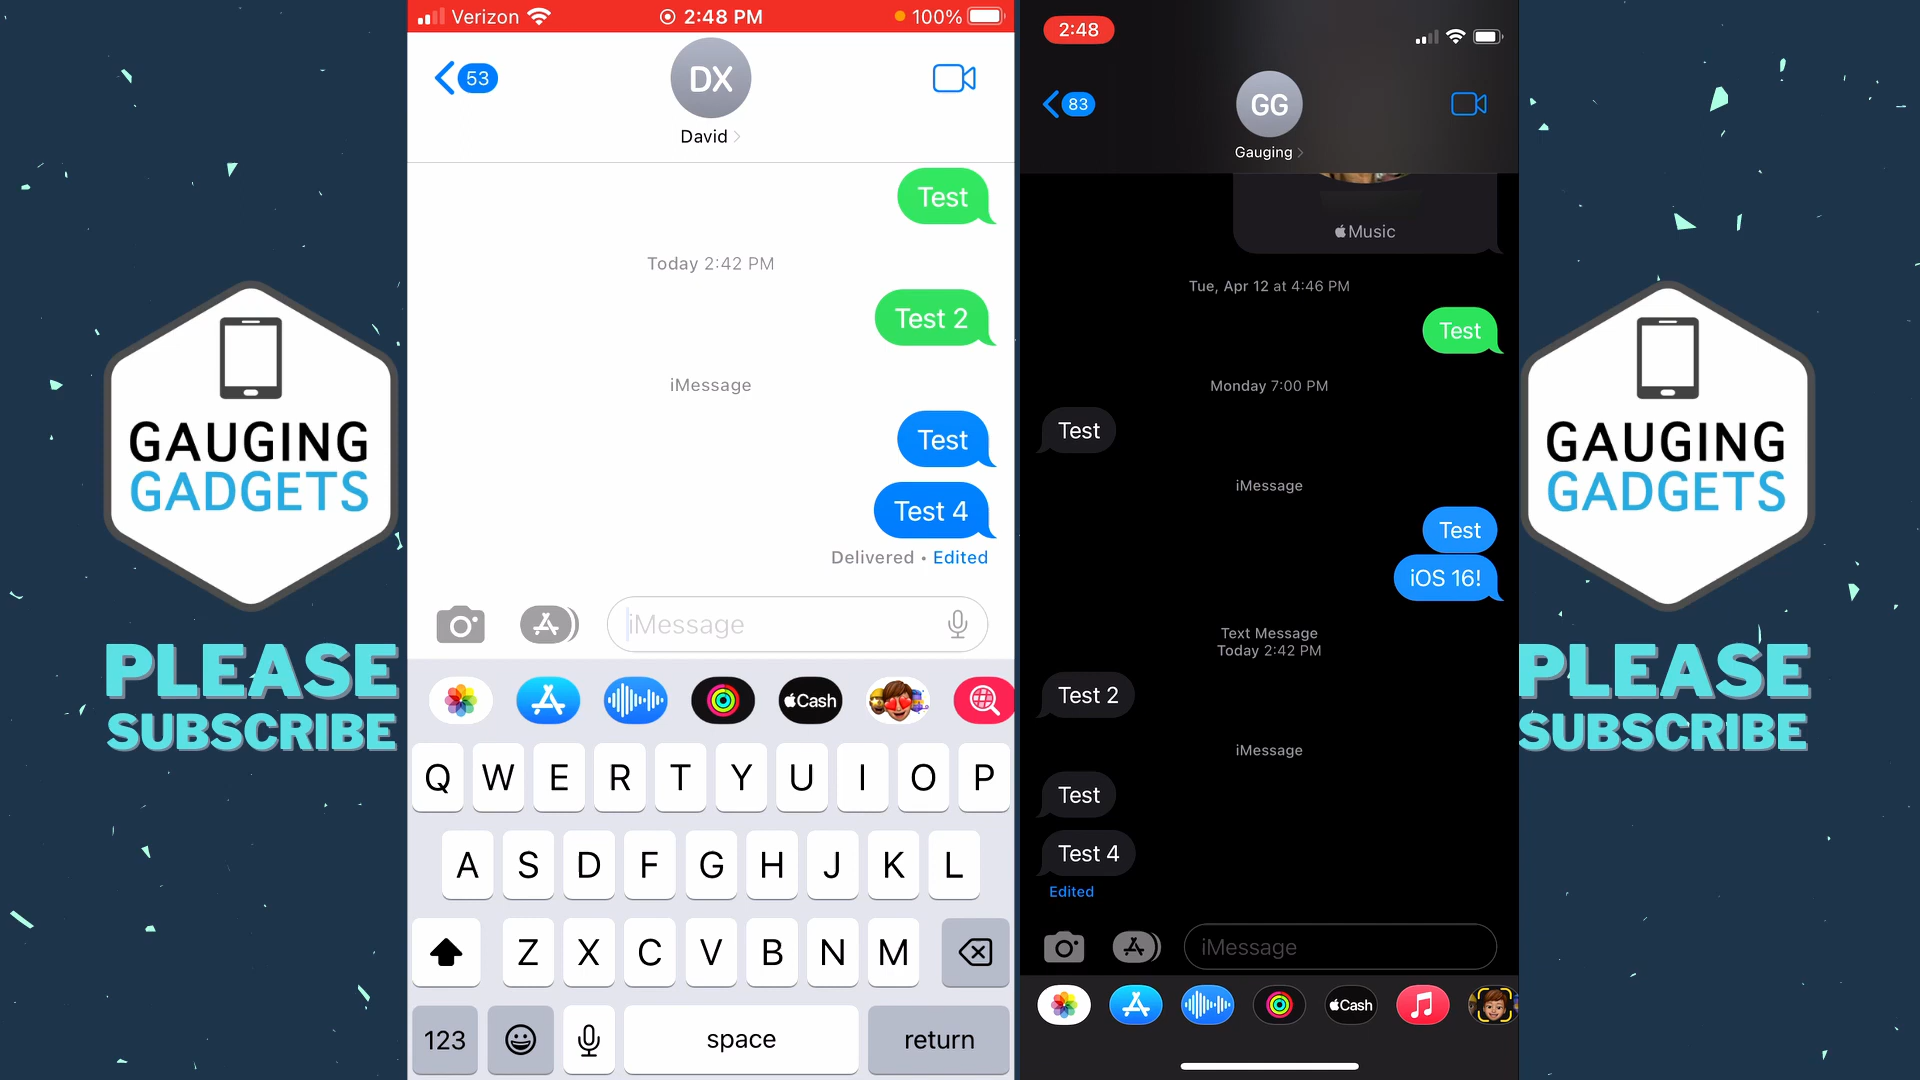 GAUGING
GADGETS
PLEASE
SUBSCRIBE
Verizon
2:48 PM
100%
53
DX
David
Test
Today 2:42 PM
Test 2
iMessage
Test
Test 4
Delivered • Edited
iMessage
Cash
Q W E R T Y U I O P
A S D F G H J K L
Z X C V B N M
123
space
return
2:48
83
GG
Gauging
Music
Tue, Apr 12 at 4:46 PM
Test
Monday 7:00 PM
Test
iMessage
Test
iOS 16!
Text Message
Today 2:42 PM
Test 2
iMessage
Test
Test 4
Edited
iMessage
Cash
GAUGING
GADGETS
PLEASE
SUBSCRIBE